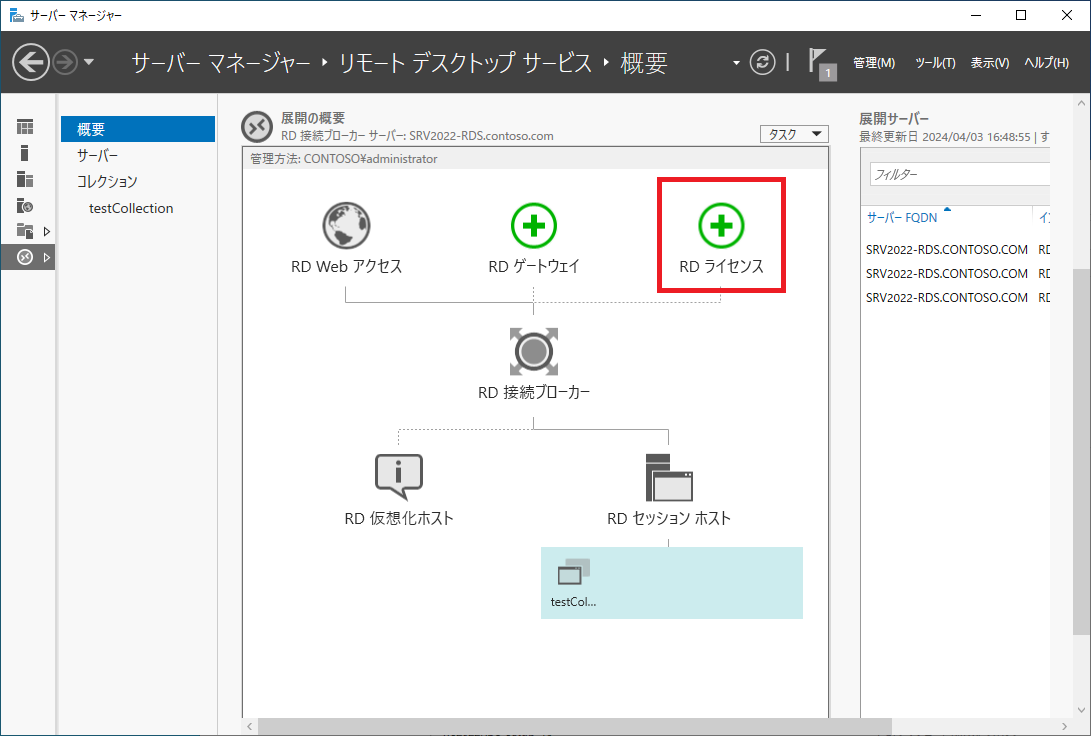 サーバー マネージャー
サーバー マネージャー ‣ リモート デスクトップ サービス ‣ 概要
1
管理(M) ツール(T) 表示(V) ヘルプ(H)
概要
サーバー
コレクション
testCollection
展開の概要
RD 接続ブローカー サーバー: SRV2022-RDS.contoso.com
タスク
管理方法: CONTOSO¥administrator
RD Web アクセス
RD ゲートウェイ
RD ライセンス
RD 接続ブローカー
RD 仮想化ホスト
RD セッション ホスト
testCol...
展開サーバー
最終更新日 2024/04/03 16:48:55 | す
フィルター
サーバー FQDN
SRV2022-RDS.CONTOSO.COM RD
SRV2022-RDS.CONTOSO.COM RD
SRV2022-RDS.CONTOSO.COM RD